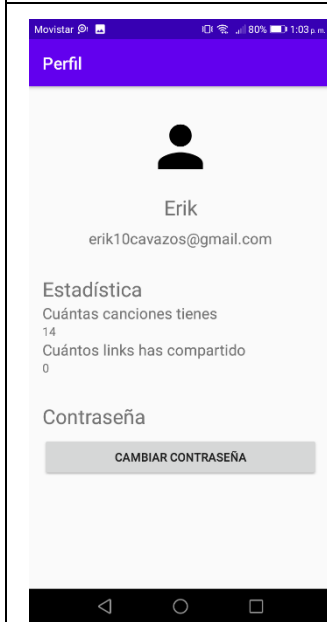 Movistar 80% 1:03 p. m.
Perfil
Erik
erik10cavazos@gmail.com
Estadística
Cuántas canciones tienes
14
Cuántos links has compartido
0
Contraseña
CAMBIAR CONTRASEÑA